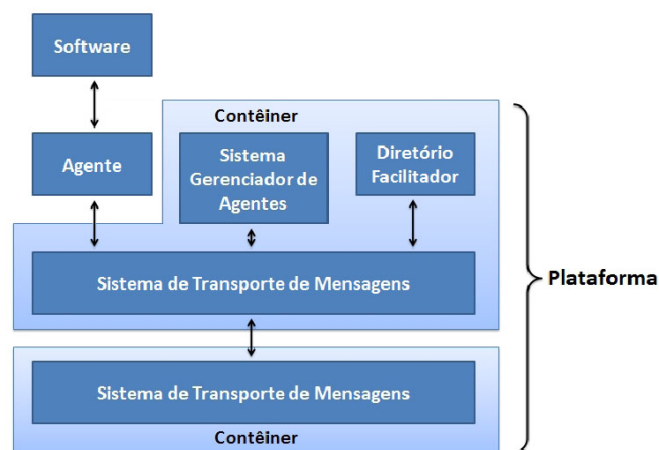 Software
Contêiner
Agente
Sistema
Gerenciador de
Agentes
Diretório
Facilitador
Sistema de Transporte de Mensagens
Plataforma
Sistema de Transporte de Mensagens
Contêiner